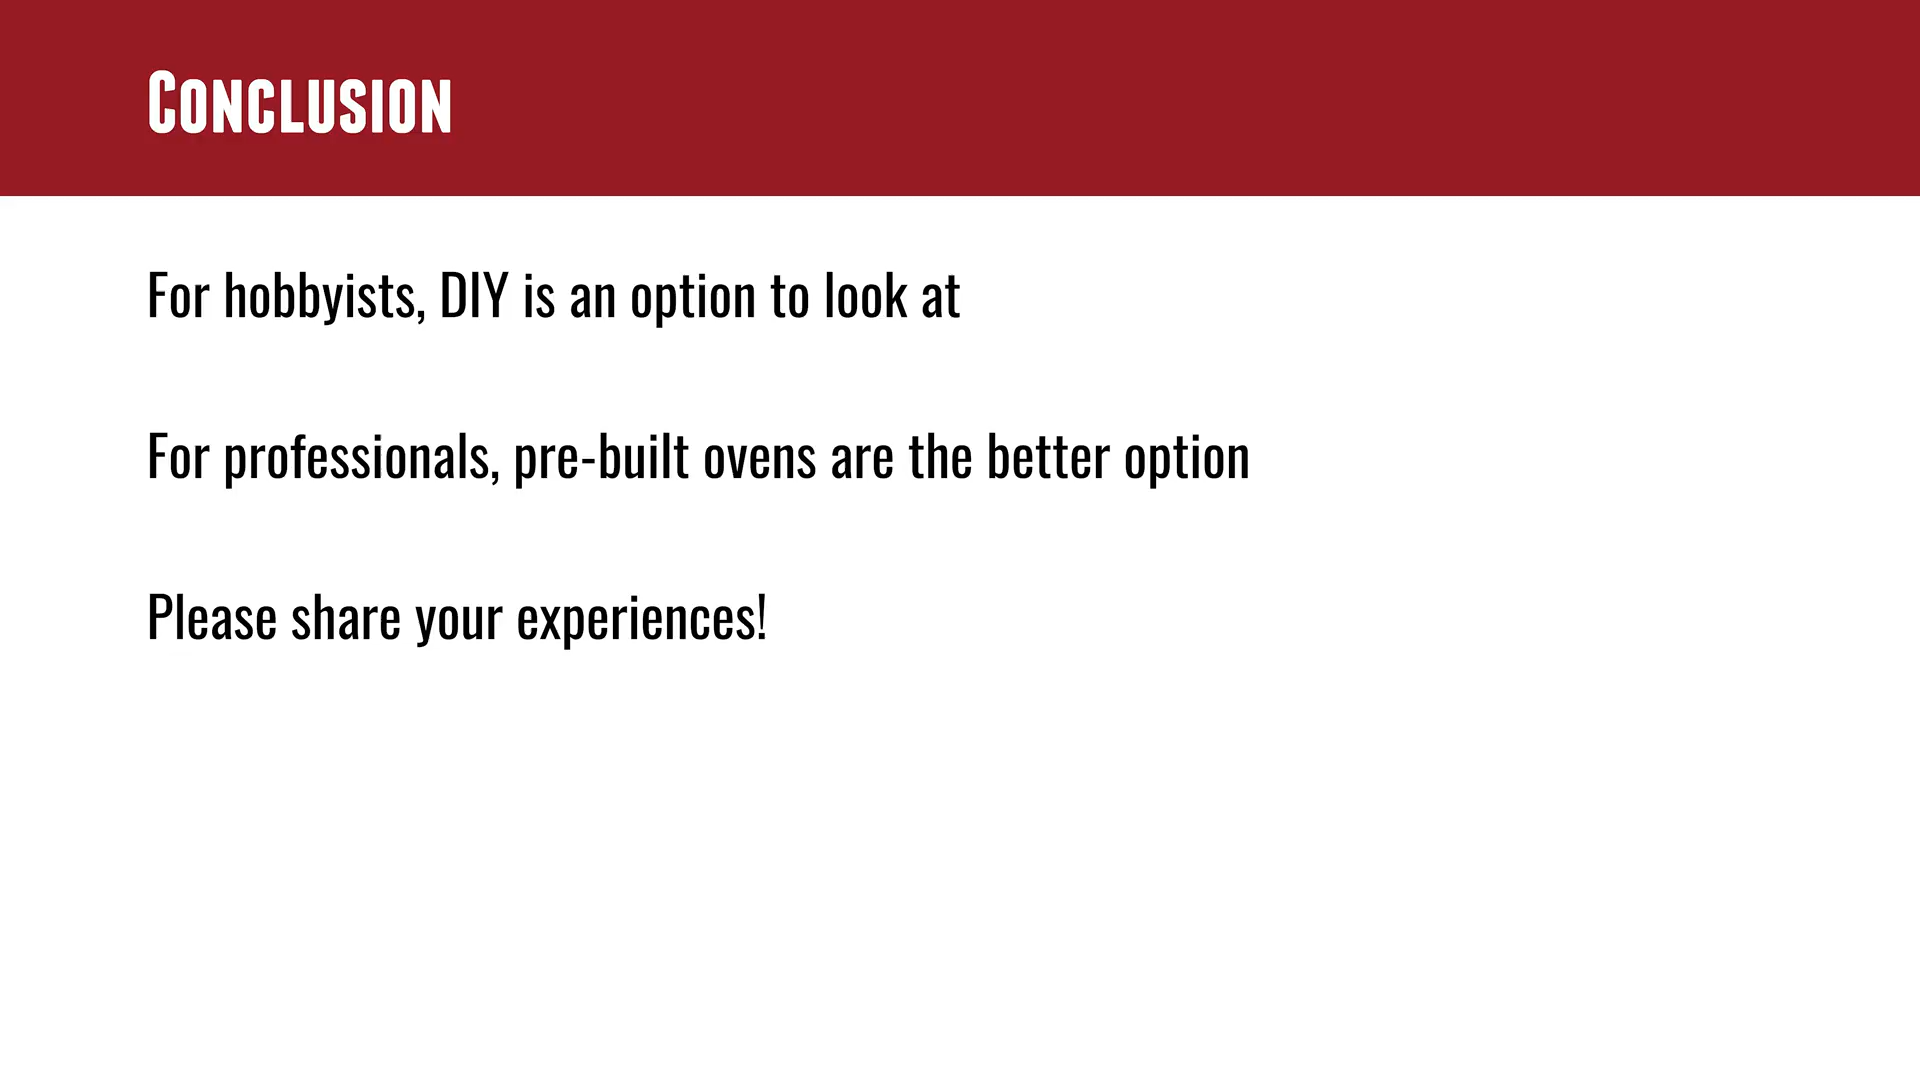 Conclusion
For hobbyists, DIY is an option to look at
For professionals, pre-built ovens are the better option
Please share your experiences!